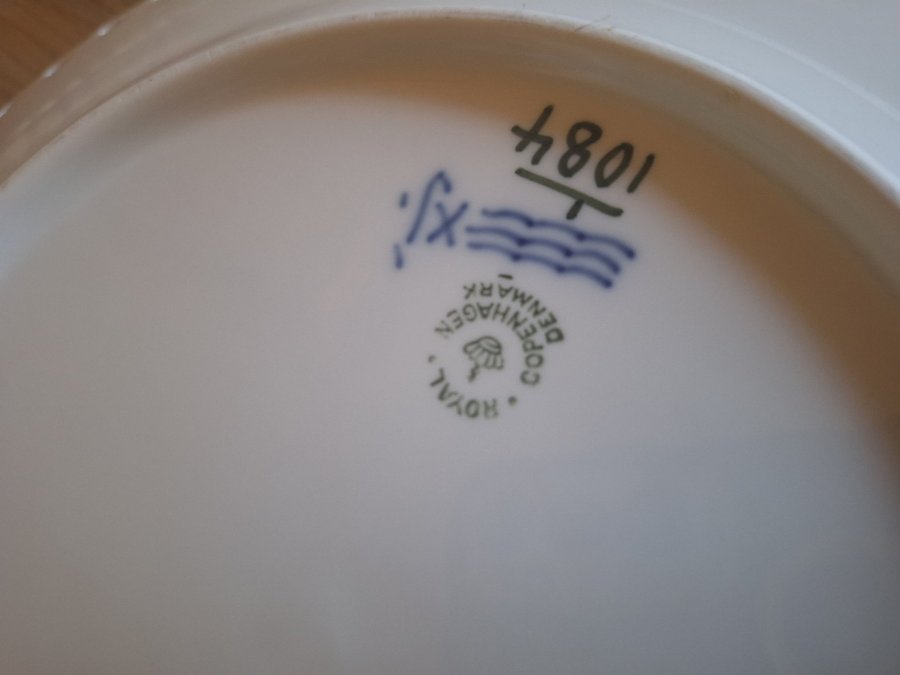 ROYAL
COPENHAGEN
DENMARK
1
1084